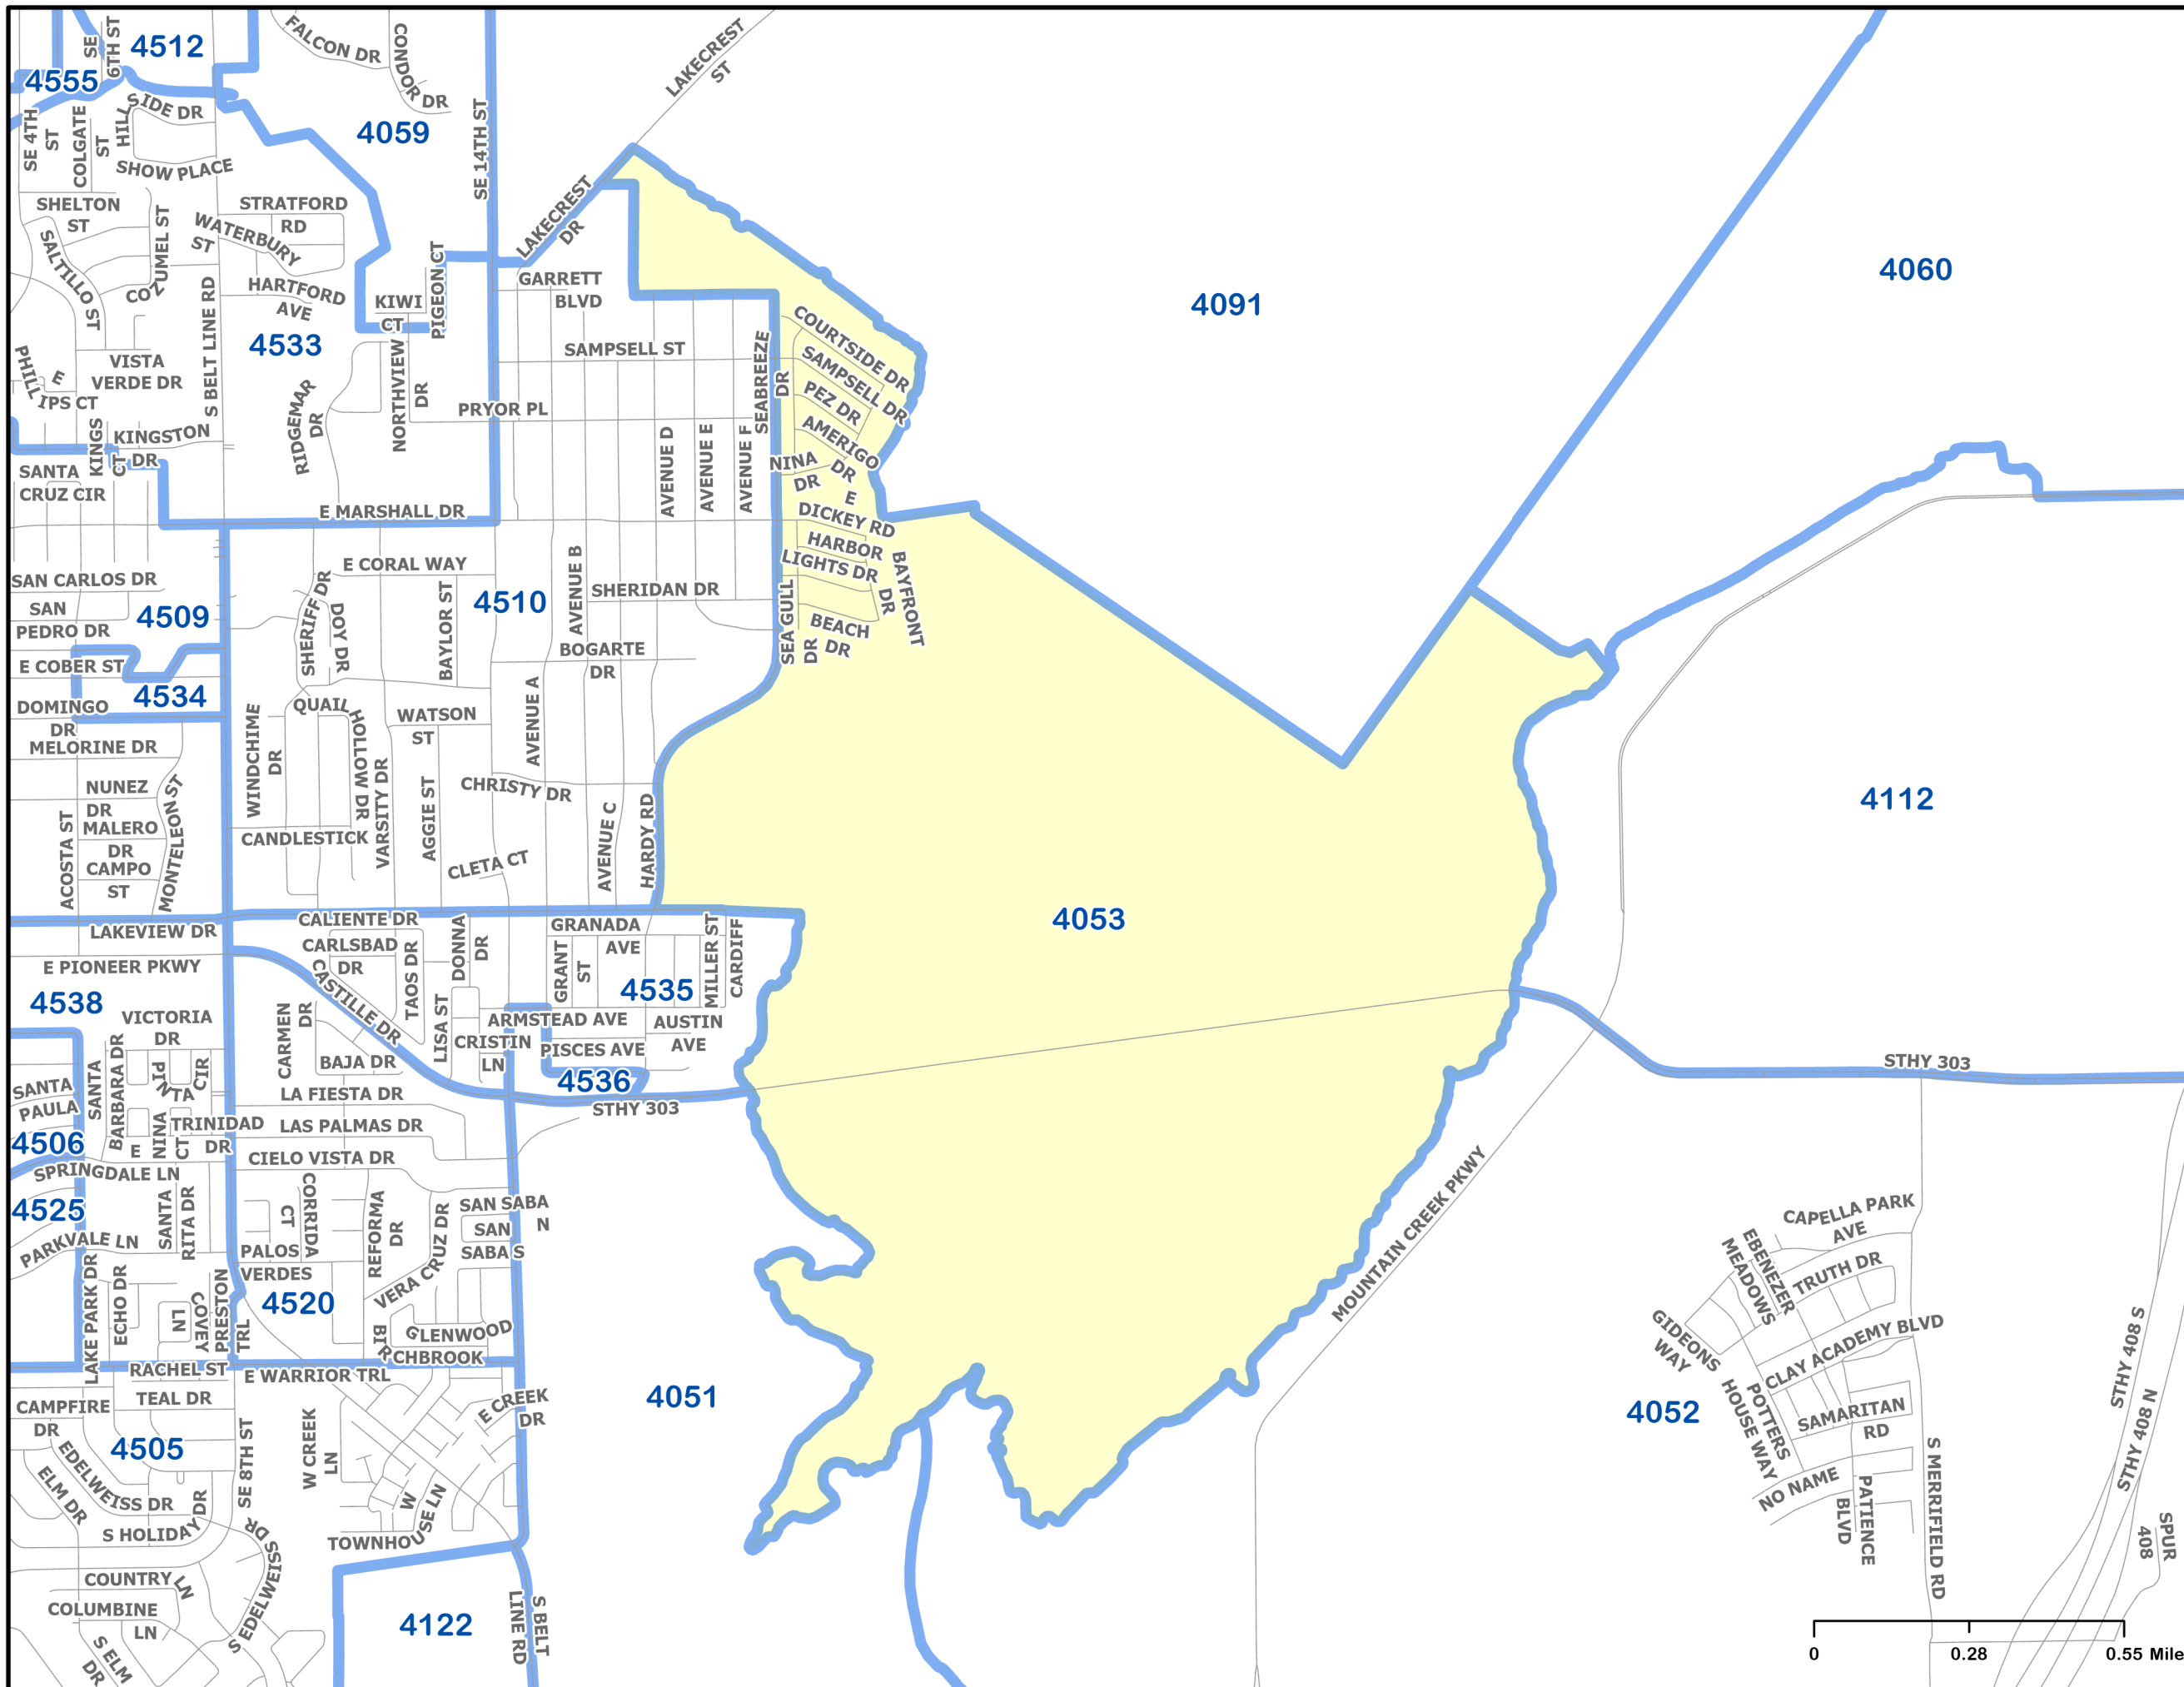 4512
SE
6TH ST
4555
FALCON DR
CONDOR
DR
LAKECREST
ST
SIDE DR
HILL
SE 4TH
ST
COLGATE
ST
4059
SE 14TH ST
SHOW PLACE
SHELTON
ST
STRATFORD
RD
WATERBURY
ST
COZUMEL ST
SALTILLO ST
LAKECREST
DR
4060
4091
GARRETT
BLVD
HARTFORD
AVE
KIWI
CT
PIGEON CT
S BELT LINE RD
4533
VISTA
VERDE DR
PHILL
E
IPS CT
SAMPSELL ST
NORTHVIEW
DR
RIDGEMAR
DR
PRYOR PL
SEABREEZE
DR
COURTSIDE DR
SAMPSELL DR
PEZ DR
AMERIGO
DR
NINA
DR
KINGSTON
DR
KINGS
CT
SANTA
CRUZ CIR
AVENUE D
AVENUE E
AVENUE F
E MARSHALL DR
E
DICKEY RD
HARBOR
LIGHTS DR
BAYFRONT
DR
BEACH
DR
SEA GULL
DR
E CORAL WAY
SAN CARLOS DR
SAN
PEDRO DR
4509
SHERIFF DR
DOY DR
BAYLOR ST
4510
AVENUE B
SHERIDAN DR
BOGARTE
DR
E COBER ST
4534
DOMINGO
DR
MELORINE DR
WINDCHIME
DR
QUAIL
HOLLOW DR
WATSON
ST
AVENUE A
VARSITY DR
AGGIE ST
CHRISTY DR
NUNEZ
DR
MALERO
DR
CAMPO
ST
ACOSTA ST
MONTELEON ST
CANDLESTICK
CLETA CT
AVENUE C
HARDY RD
4112
4053
CALIENTE DR
LAKEVIEW DR
GRANADA
AVE
CARLSBAD
DR
TAOS DR
DONNA
DR
GRANT
ST
MILLER ST
CARDIFF
E PIONEER PKWY
4538
CASTILLE DR
4535
VICTORIA
DR
CARMEN
DR
LISA ST
ARMSTEAD AVE
AUSTIN
AVE
CRISTIN
LN
PISCES AVE
BAJA DR
4536
STHY 303
STHY 303
SANTA
PAULA
SANTA
BARBARA DR
PINTA
CIR
LA FIESTA DR
TRINIDAD
DR
LAS PALMAS DR
E
NINA
CT
4506
SPRINGDALE LN
CIELO VISTA DR
4525
SANTA
RITA DR
CORRIDA
CT
REFORMA
DR
VERA CRUZ DR
SAN SABA
N
SAN
SABA S
PARKVALE LN
PALOS
VERDES
4520
LAKE PARK DR
ECHO DR
COVEY
LN
PRESTON
TRL
GLENWOOD
BIRCHBROOK
MOUNTAIN CREEK PKWY
CAPELLA PARK
AVE
EBENEZER
MEADOWS
TRUTH DR
GIDEONS
WAY
CLAY ACADEMY BLVD
RACHEL ST
E WARRIOR TRL
4051
4052
POTTERS
HOUSE WAY
SAMARITAN
RD
NO NAME
PATIENCE
BLVD
S MERRIFIELD RD
STHY 408 S
STHY 408 N
SPUR
408
TEAL DR
CAMPFIRE
DR
4505
E CREEK
DR
W CREEK
LN
SE 8TH ST
EDELWEISS DR
ELM DR
S HOLIDAY DR
W
TOWNHOUSE LN
S EDELWEISS DR
COUNTRY
LN
COLUMBINE
LN
S ELM
DR
4122
S BELT
LINE RD
0
0.28
0.55 Mile